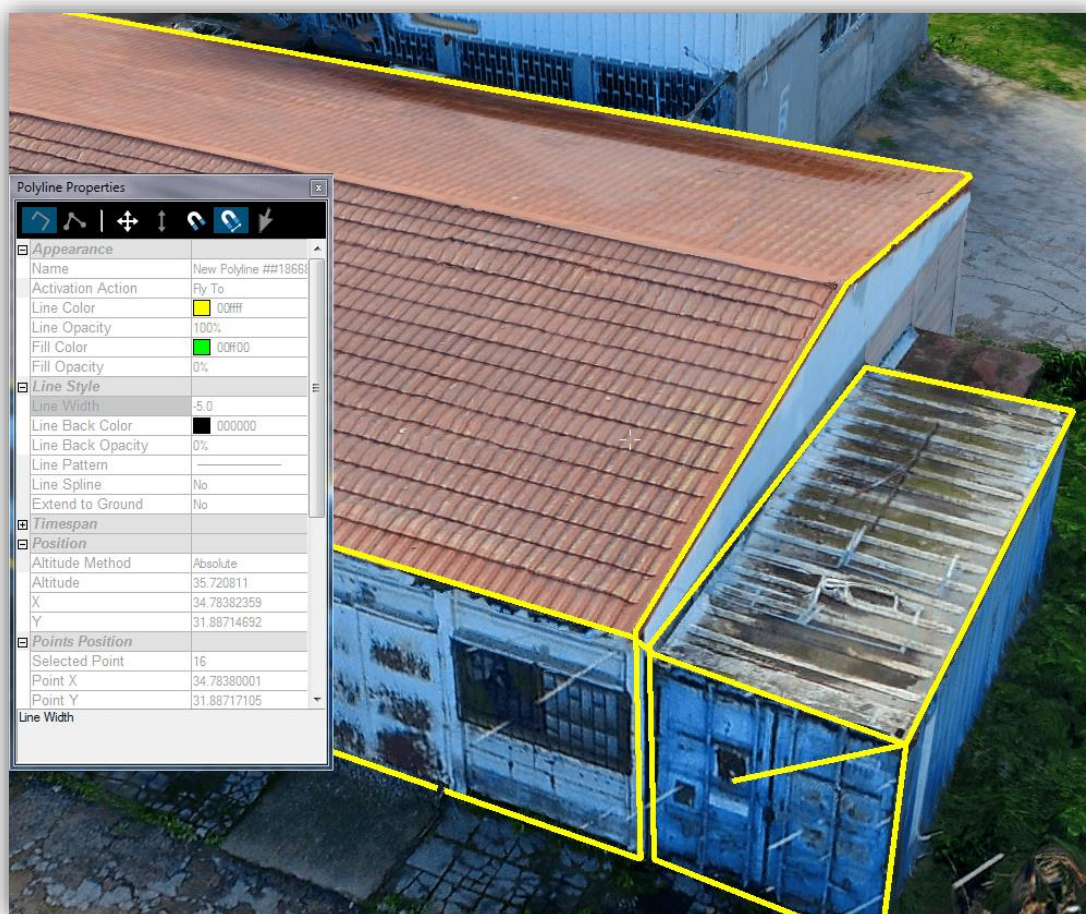 Polyline Properties
Appearance
Name New Polyline ##18668
Activation Action Fly To
Line Color 00ffff
Line Opacity 100%
Fill Color 00ff00
Fill Opacity 0%
Line Style
Line Width -5.0
Line Back Color 000000
Line Back Opacity 0%
Line Pattern
Line Spline No
Extend to Ground No
Timespan
Position
Altitude Method Absolute
Altitude 35.720811
X 34.78382359
Y 31.88714692
Points Position
Selected Point 16
Point X 34.78380001
Point Y 31.88717105
Line Width